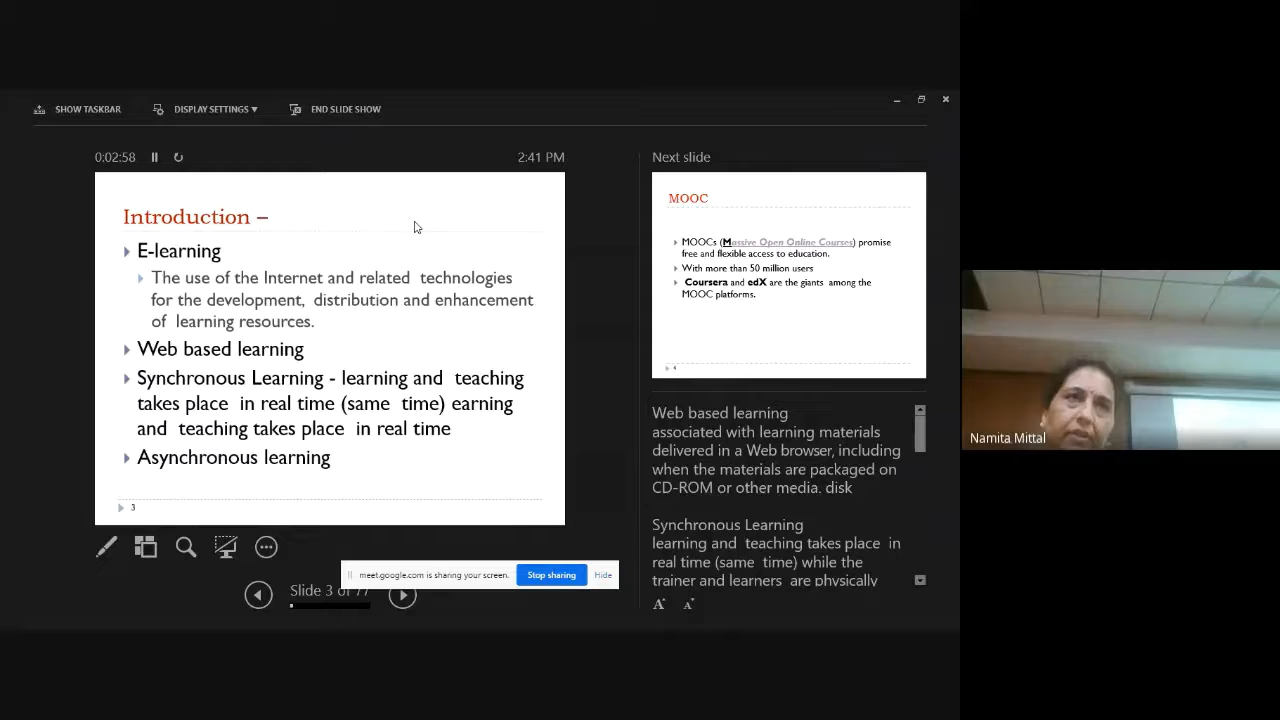 SHOW TASKBAR
DISPLAY SETTINGS
END SLIDE SHOW
0:02:58
2:41 PM
Introduction –
E-learning
The use of the Internet and related technologies
for the development, distribution and enhancement
of learning resources.
Web based learning
Synchronous Learning - learning and teaching
takes place in real time (same time) earning
and teaching takes place in real time
Asynchronous learning
3
meet.google.com is sharing your screen.
Stop sharing
Hide
Slide 3 of 77
Next slide
MOOC
MOOCs (Massive Open Online Courses) promise
free and flexible access to education.
With more than 50 million users
Coursera and edX are the giants among the
MOOC platforms.
4
Web based learning
associated with learning materials
delivered in a Web browser, including
when the materials are packaged on
CD-ROM or other media. disk
Synchronous Learning
learning and teaching takes place in
real time (same time) while the
trainer and learners are physically
A A
Namita Mittal